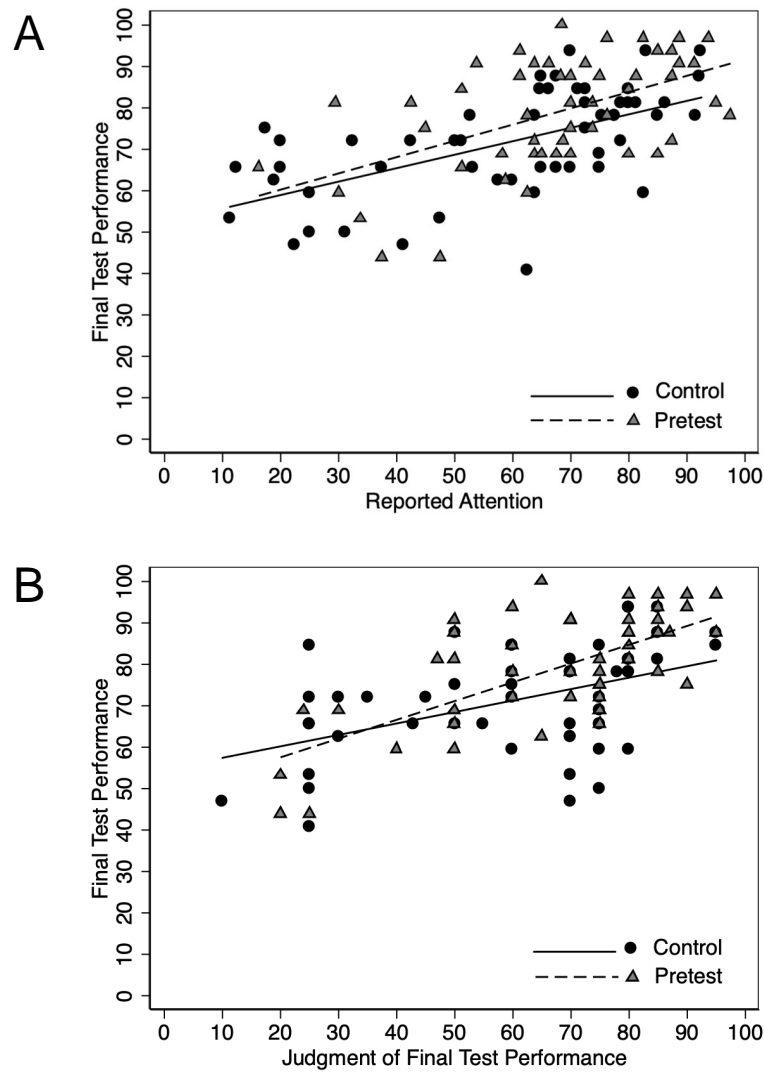 A
Final Test Performance
100
90
80
70
60
50
40
30
20
10
0
Control
Pretest
0 10 20 30 40 50 60 70 80 90 100
Reported Attention
B
Final Test Performance
100
90
80
70
60
50
40
30
20
10
0
Control
Pretest
0 10 20 30 40 50 60 70 80 90 100
Judgment of Final Test Performance